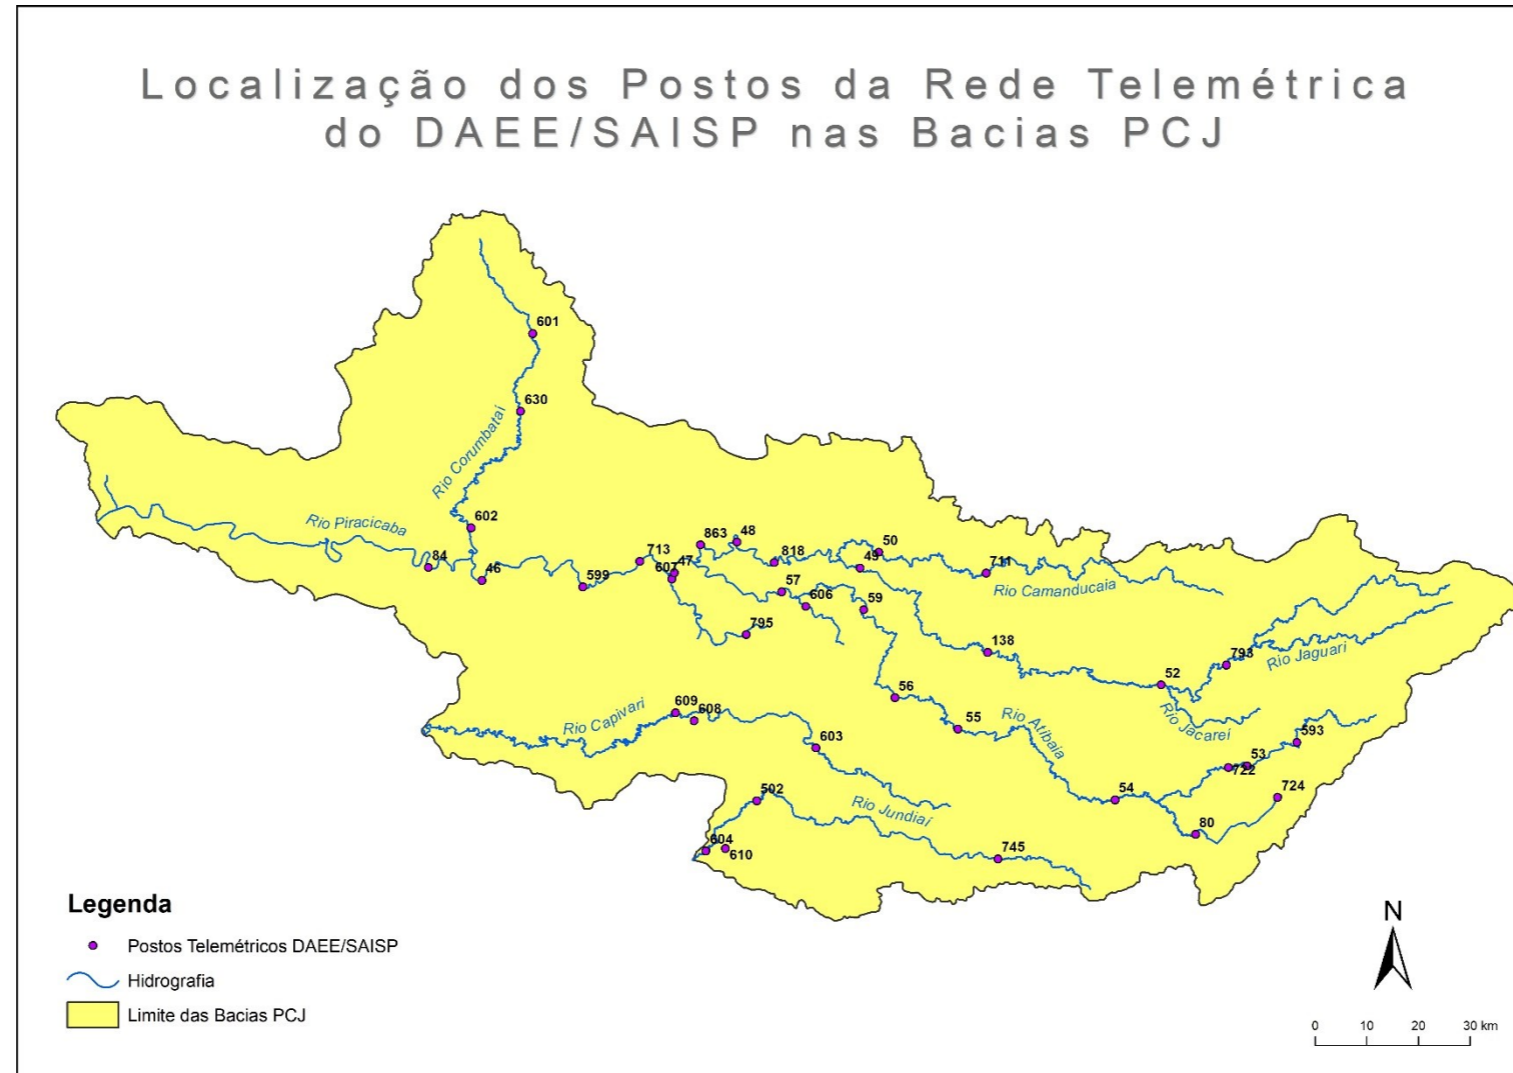 Localização dos Postos da Rede Telemétrica
do DAEE/SAISP nas Bacias PCJ
601
630
Rio Corumbataí
602
Rio Piracicaba
84
46
599
713
607
47
863
48
818
50
49
711
Rio Camanducaia
57
606
59
795
138
793
Rio Jaguari
52
Rio Jacareí
56
55
Rio Atibaia
609
608
Rio Capivari
603
593
53
722
724
54
80
502
Rio Jundiaí
604
610
745
Legenda
Postos Telemétricos DAEE/SAISP
Hidrografia
Limite das Bacias PCJ
N
0 10 20 30 km